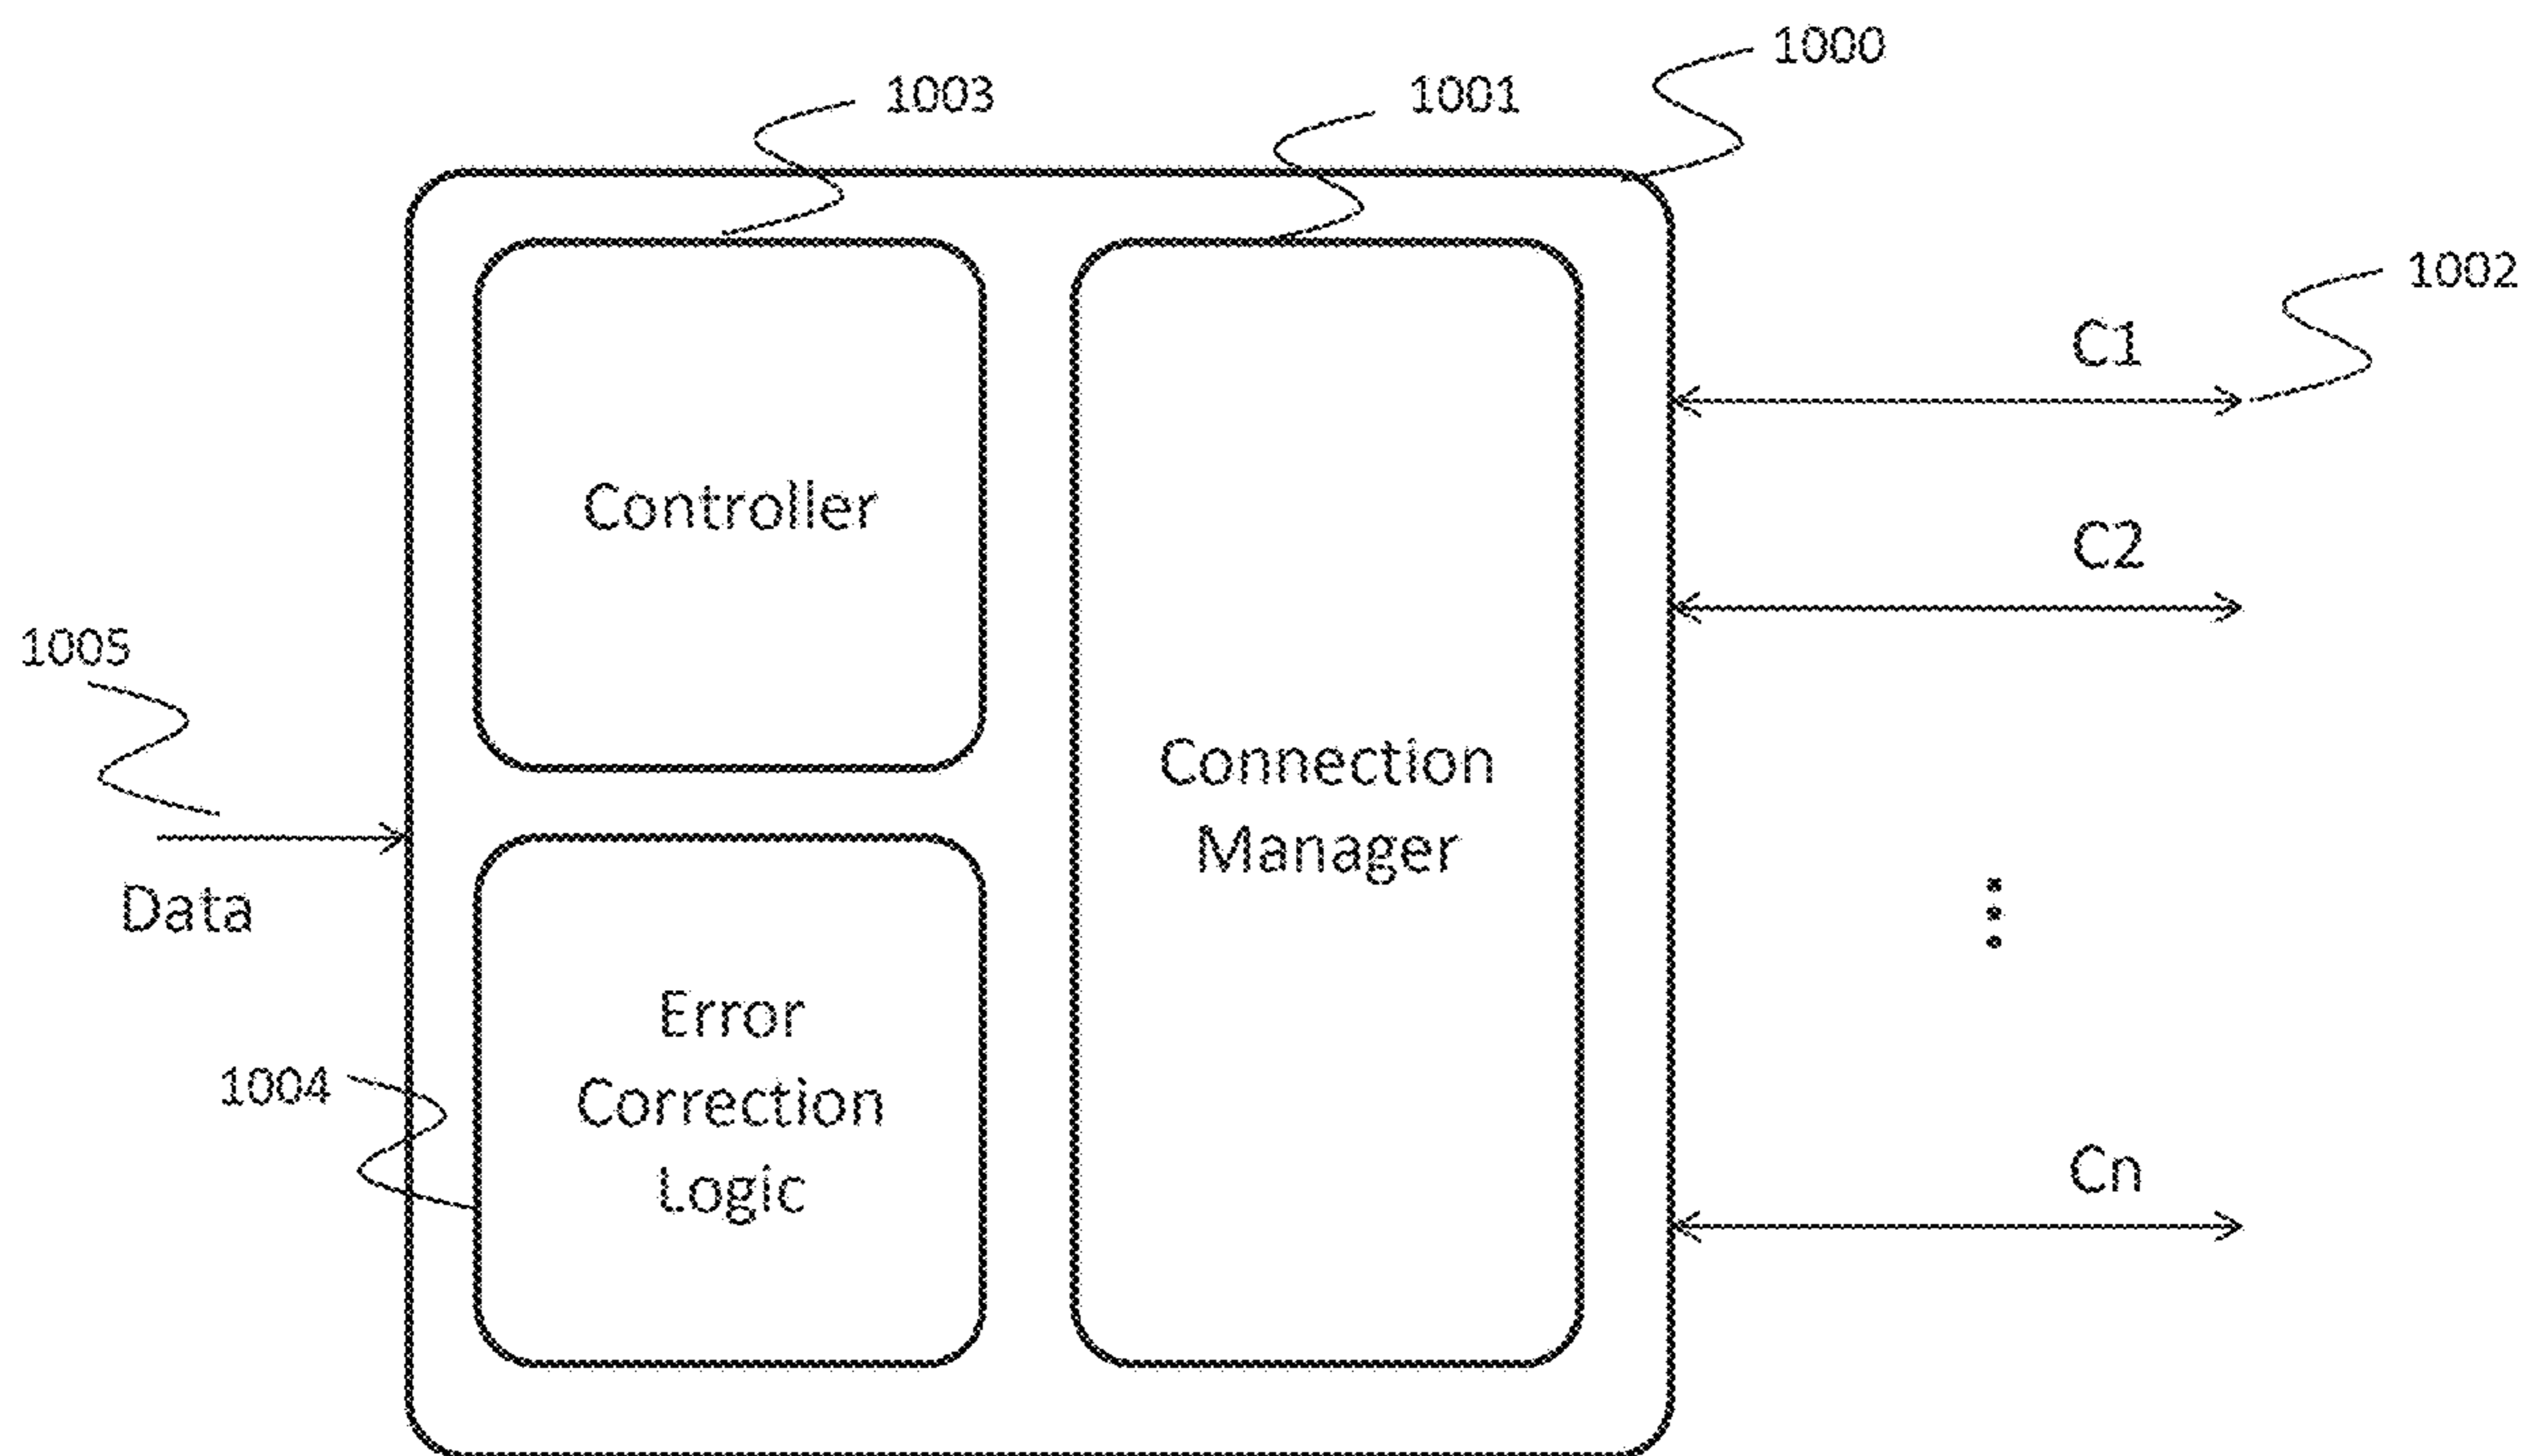 1000
1003
1001
1002
C1
Controller
C2
1005
Connection
Manager
Data
Error
Correction
Logic
1004
Cn